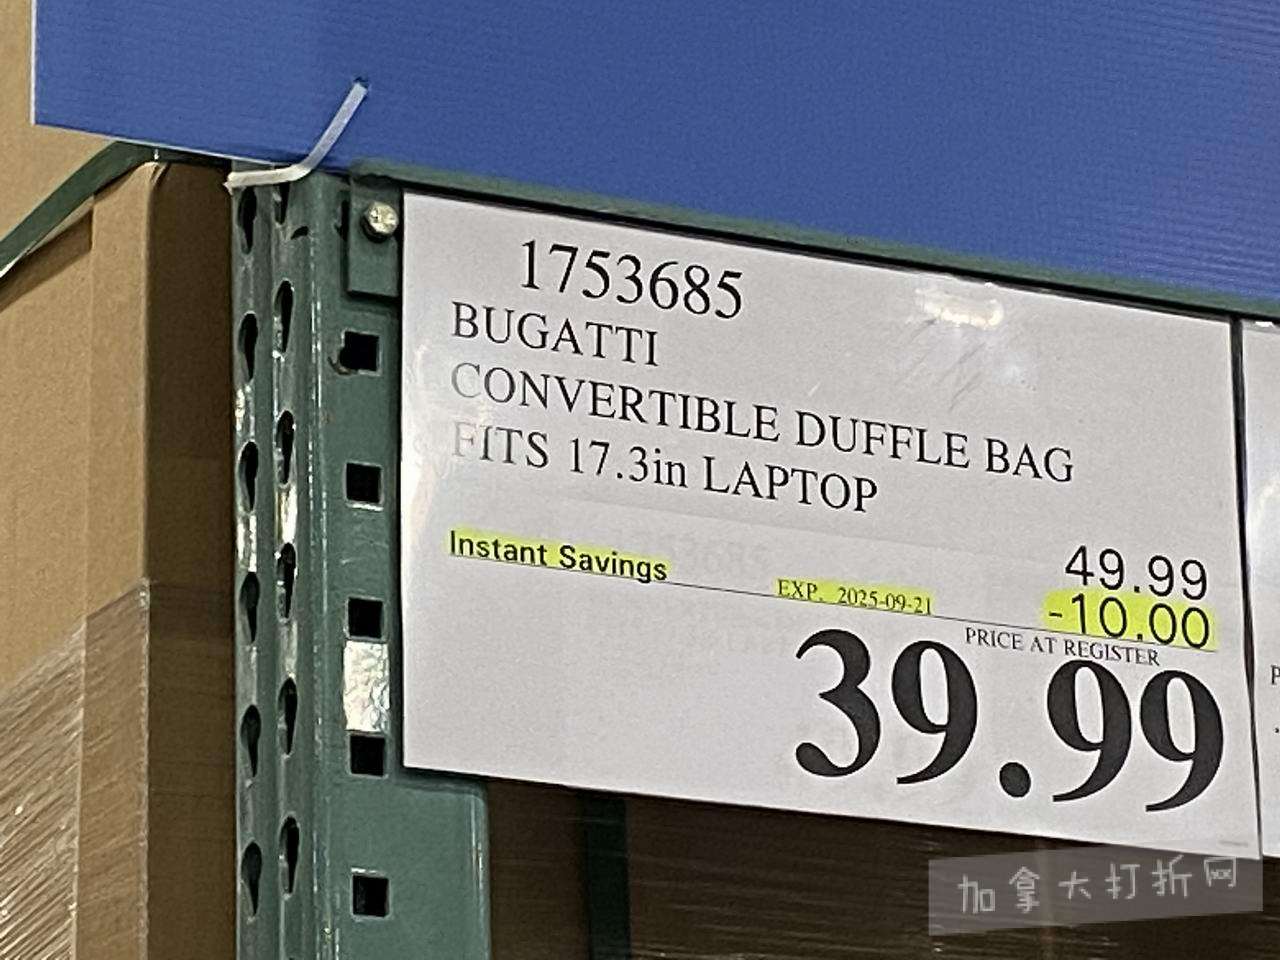 1753685
BUGATTI
CONVERTIBLE DUFFLE BAG
FITS 17.3in LAPTOP
49.99
Instant Savings EXP. 2025-09-21 -10.00
PRICE AT REGISTER
39.99
加拿大打折网